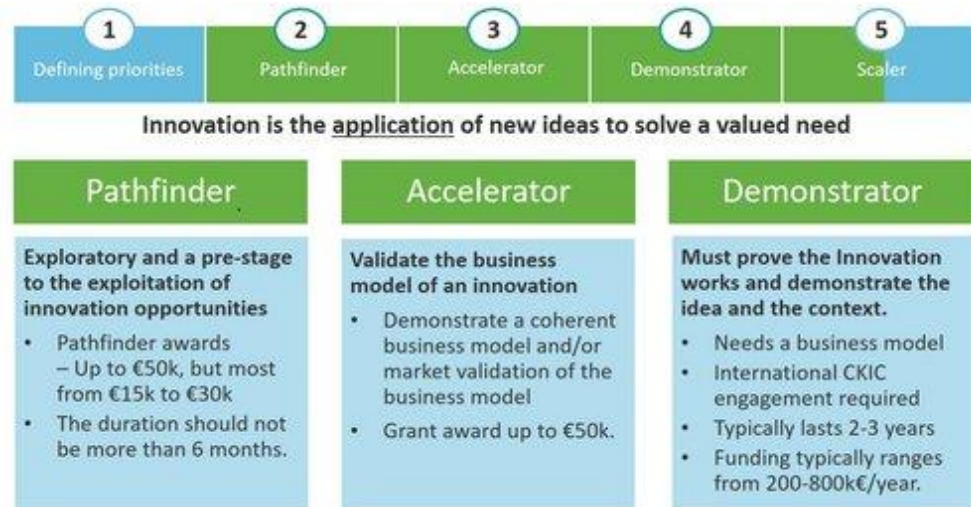 1
Defining priorities
2
Pathfinder
3
Accelerator
4
Demonstrator
5
Scaler
Innovation is the application of new ideas to solve a valued need
Pathfinder
Exploratory and a pre-stage
to the exploitation of
innovation opportunities
• Pathfinder awards
– Up to €50k, but most
from €15k to €30k
• The duration should not
be more than 6 months.
Accelerator
Validate the business
model of an innovation
• Demonstrate a coherent
business model and/or
market validation of the
business model
• Grant award up to €50k.
Demonstrator
Must prove the Innovation
works and demonstrate the
idea and the context.
• Needs a business model
• International CKIC
engagement required
• Typically lasts 2-3 years
• Funding typically ranges
from 200-800k€/year.